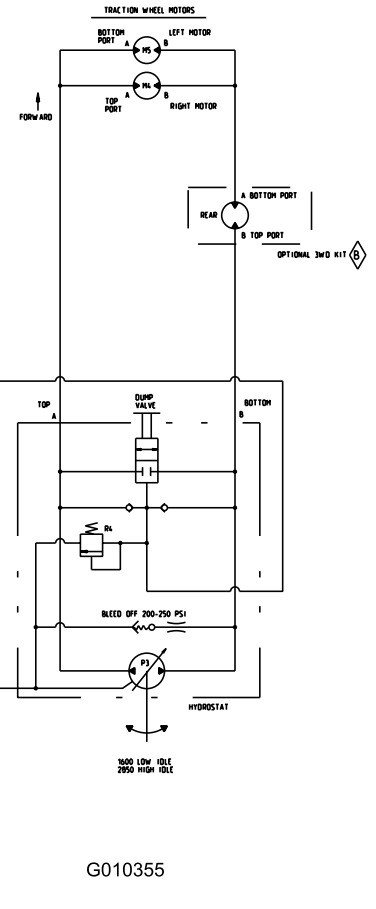 TRACTION WHEEL MOTORS
BOTTOM PORT
A
B
LEFT MOTOR
M5
M4
A
B
TOP PORT
RIGHT MOTOR
FORWARD
A BOTTOM PORT
REAR
B TOP PORT
OPTIONAL 3WD KIT
B
TOP
A
DUMP
VALVE
BOTTOM
B
R4
BLEED OFF 200-250 PSI
P3
HYDROSTAT
1600 LOW IDLE
2850 HIGH IDLE
G010355